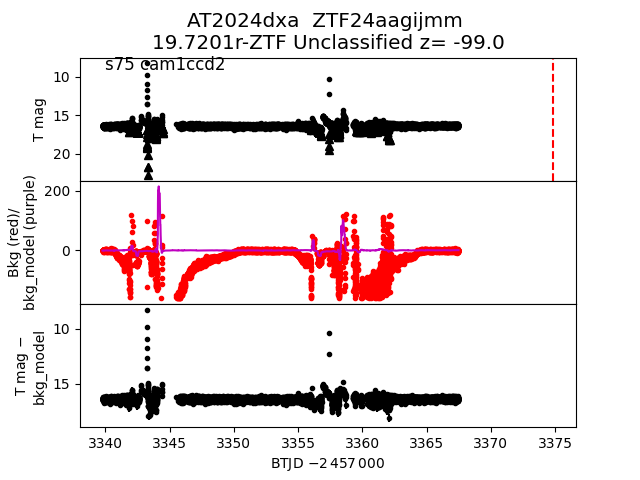 AT2024dxa  ZTF24aagijmm
19.7201r-ZTF Unclassified z= -99.0
s75 cam1ccd2
T mag
10
15
20
Bkg (red)/
bkg_model (purple)
200
0
T mag −
bkg_model
10
15
3340 3345 3350 3355 3360 3365 3370 3375
BTJD −2 457 000